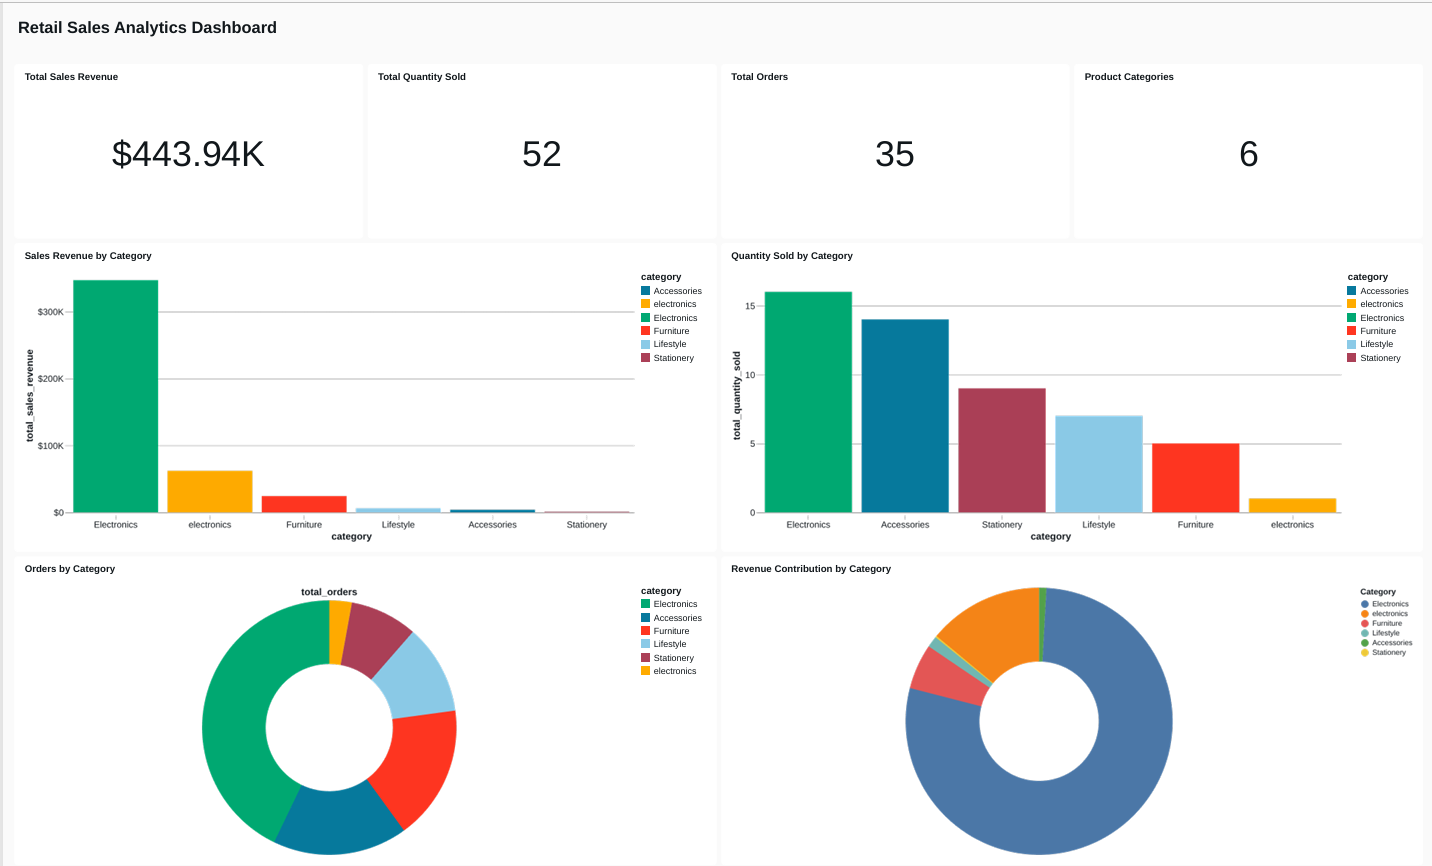 Retail Sales Analytics Dashboard
Total Sales Revenue
$443.94K
Total Quantity Sold
52
Total Orders
35
Product Categories
6
Sales Revenue by Category
total_sales_revenue
$300K
$200K
$100K
$0
Electronics electronics Furniture Lifestyle Accessories Stationery
category
category
Accessories
electronics
Electronics
Furniture
Lifestyle
Stationery
Quantity Sold by Category
total_quantity_sold
15
10
5
0
Electronics Accessories Stationery Lifestyle Furniture electronics
category
category
Accessories
electronics
Electronics
Furniture
Lifestyle
Stationery
Orders by Category
total_orders
category
Electronics
Accessories
Furniture
Lifestyle
Stationery
electronics
Revenue Contribution by Category
Category
Electronics
electronics
Furniture
Lifestyle
Accessories
Stationery